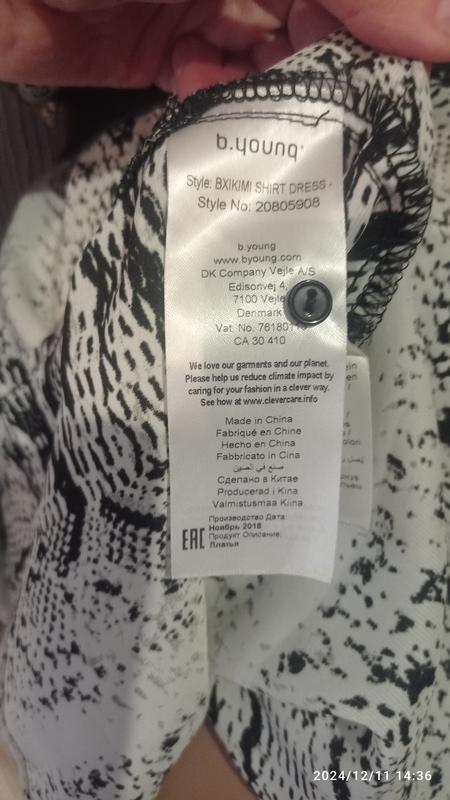 b.young
Style: BXIKIMI SHIRT DRESS -
Style No: 20805908
b.young
www.byoung.com
DK Company Vejle A/S
Edisonvej 4,
7100 Vejle
Denmark
Vat. No. 76180
CA 30 410
We love our garments and our planet.
Please help us reduce climate impact by
caring for your fashion in a clever way.
See how at www.clevercare.info
Made in China
Fabriqué en Chine
Hecho en China
Fabbricato in Cina
صنع في الصين
Сделано в Китае
Producerad i Kina
Valmistusmaa Kiina
EAC
Производство Дата:
Ноябрь 2018
Продукт Описание:
Платья
2024/12/11 14:36